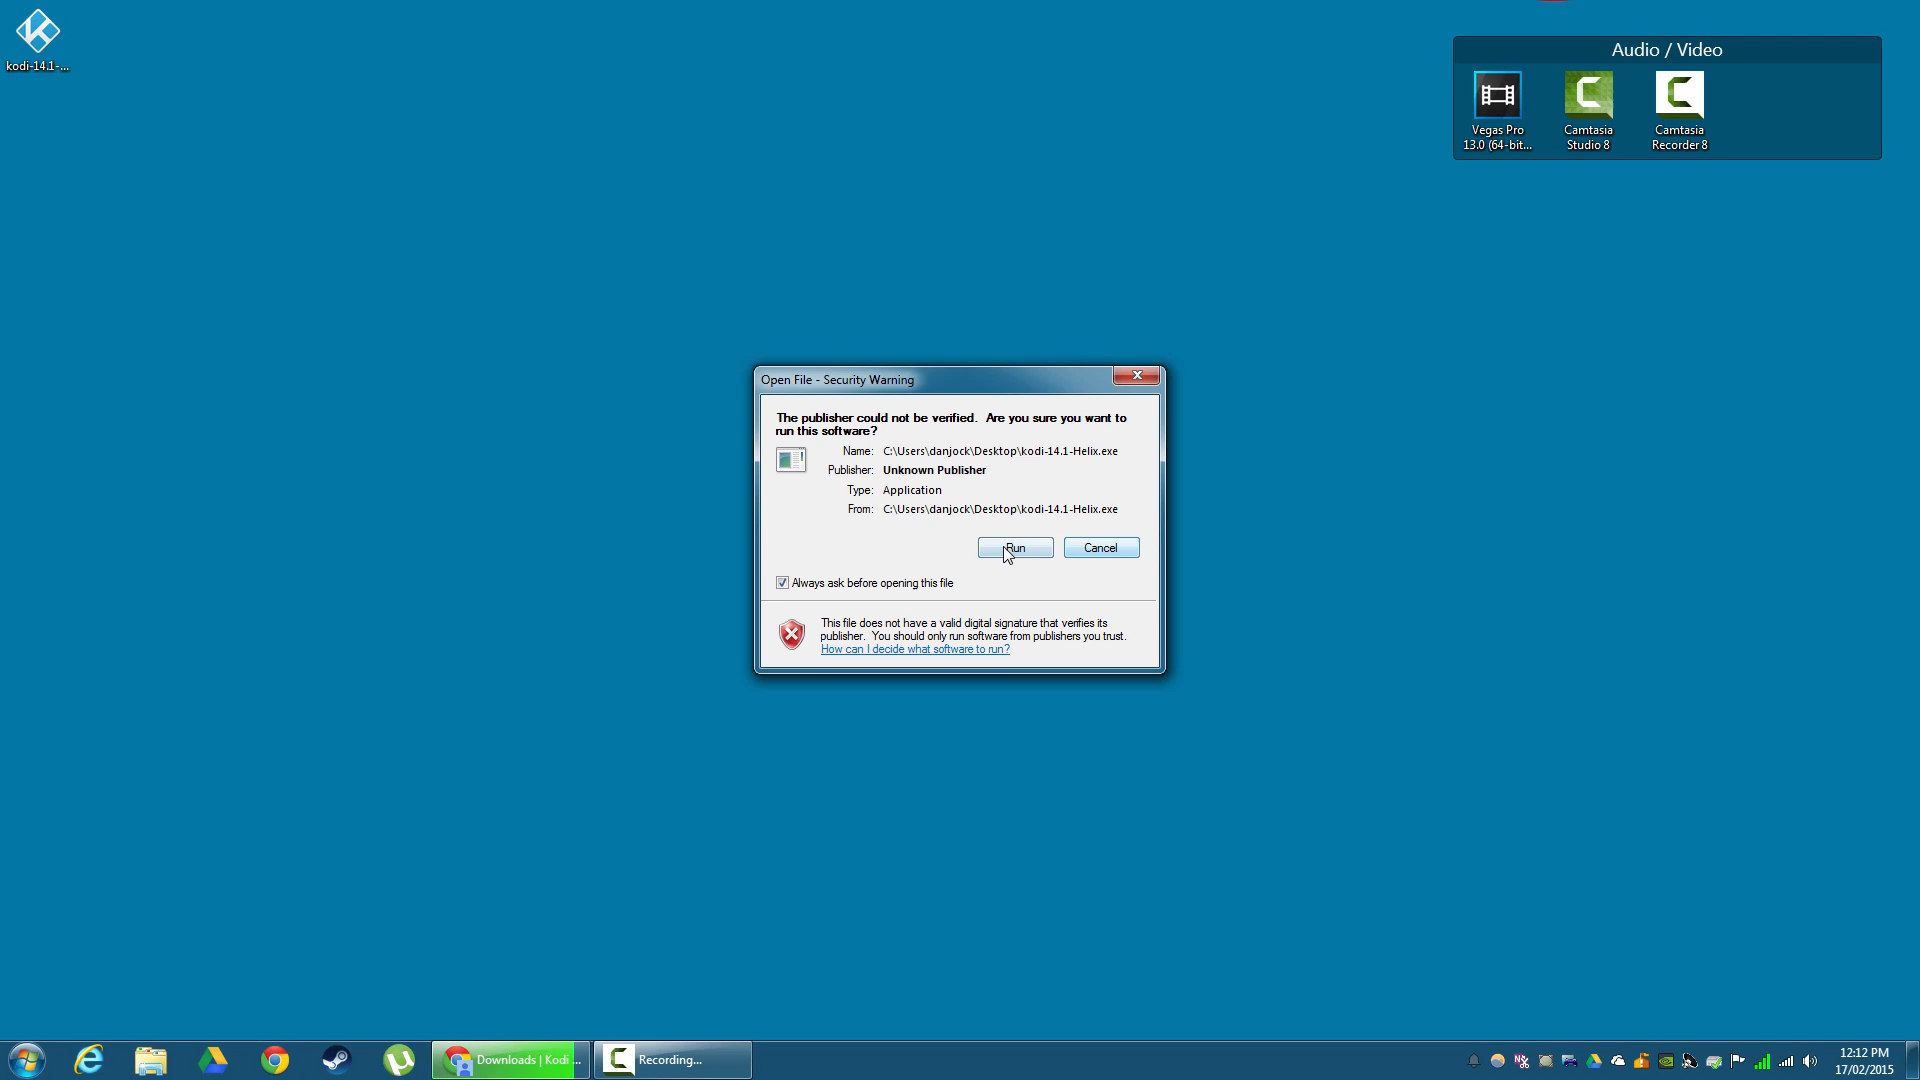 kodi-14.1-...
Audio / Video
Vegas Pro
13.0 (64-bit...
Camtasia
Studio 8
Camtasia
Recorder 8
Open File - Security Warning
The publisher could not be verified. Are you sure you want to
run this software?
Name: C:\Users\danjock\Desktop\kodi-14.1-Helix.exe
Publisher: Unknown Publisher
Type: Application
From: C:\Users\danjock\Desktop\kodi-14.1-Helix.exe
Run Cancel
Always ask before opening this file
This file does not have a valid digital signature that verifies its
publisher. You should only run software from publishers you trust.
How can I decide what software to run?
Downloads | Kodi ...
Recording...
12:12 PM
17/02/2015